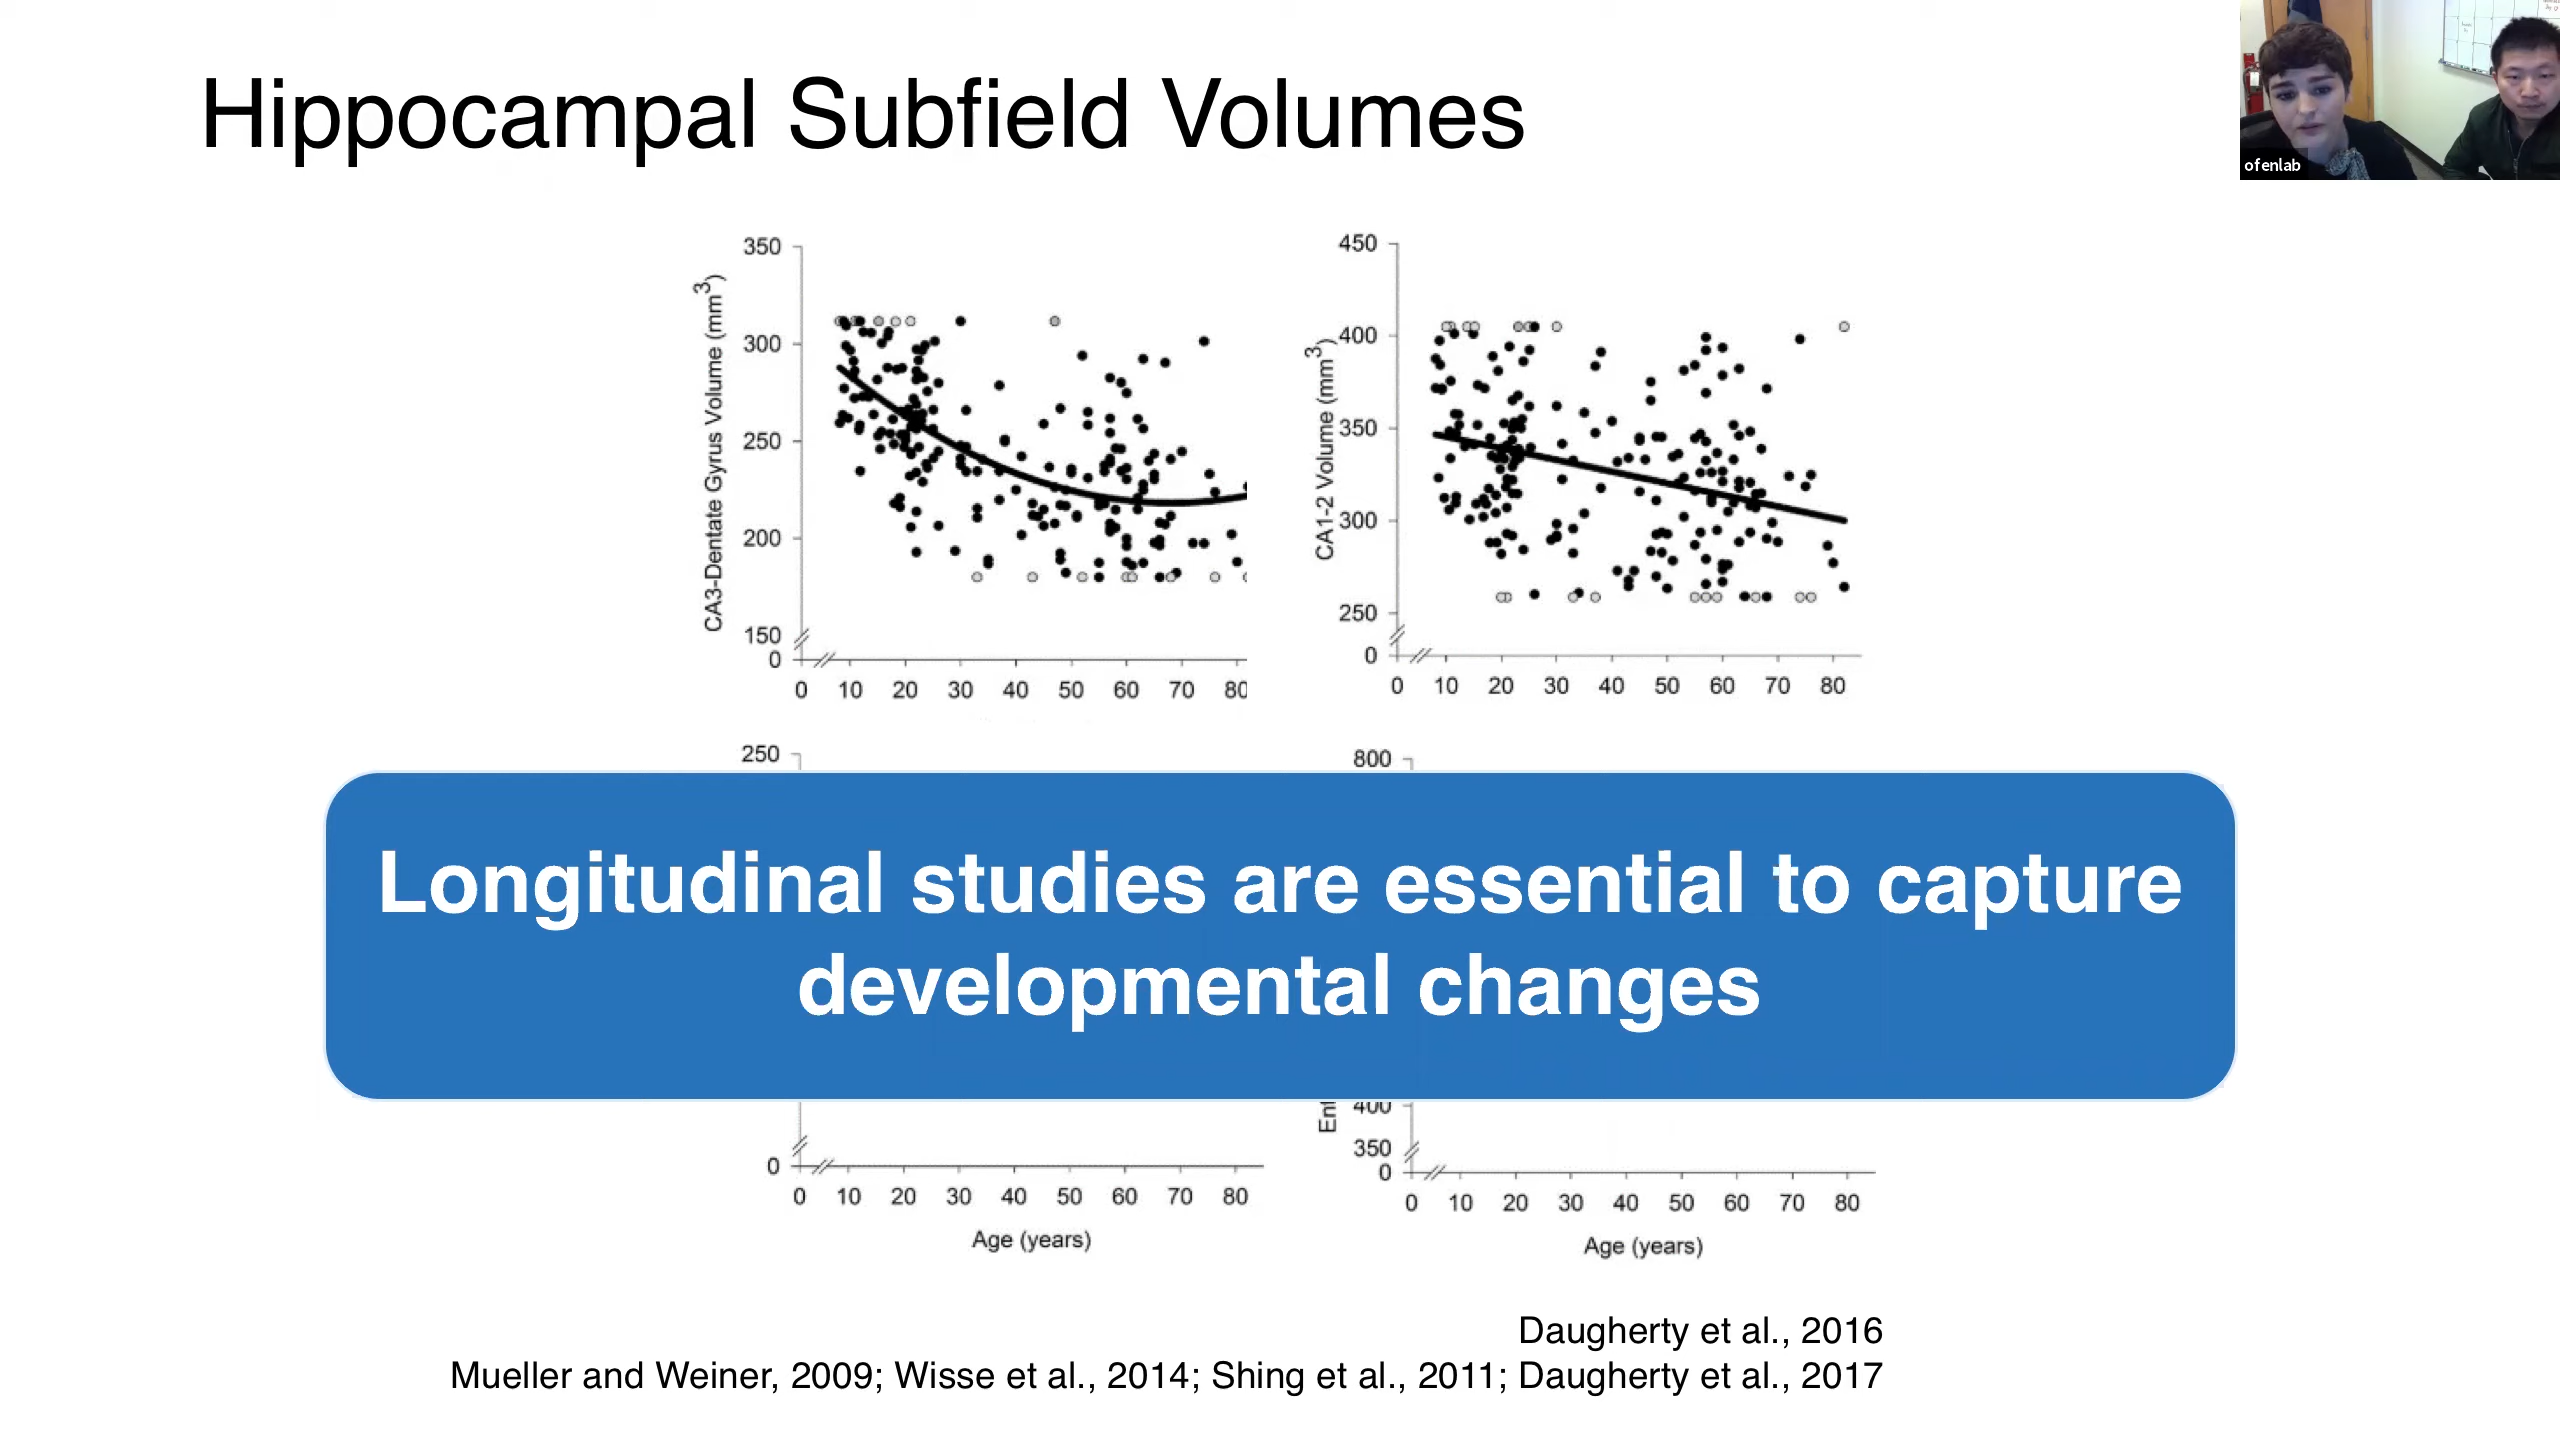 Hippocampal Subfield Volumes
ofenlab
350
300
250
200
150
0
CA3-Dentate Gyrus Volume (mm3)
0 10 20 30 40 50 60 70 80
450
400
350
300
250
0
CA1-2 Volume (mm3)
0 10 20 30 40 50 60 70 80
250
800
Longitudinal studies are essential to capture
developmental changes
0
0 10 20 30 40 50 60 70 80
Age (years)
400
350
0
0 10 20 30 40 50 60 70 80
Age (years)
Daugherty et al., 2016
Mueller and Weiner, 2009; Wisse et al., 2014; Shing et al., 2011; Daugherty et al., 2017